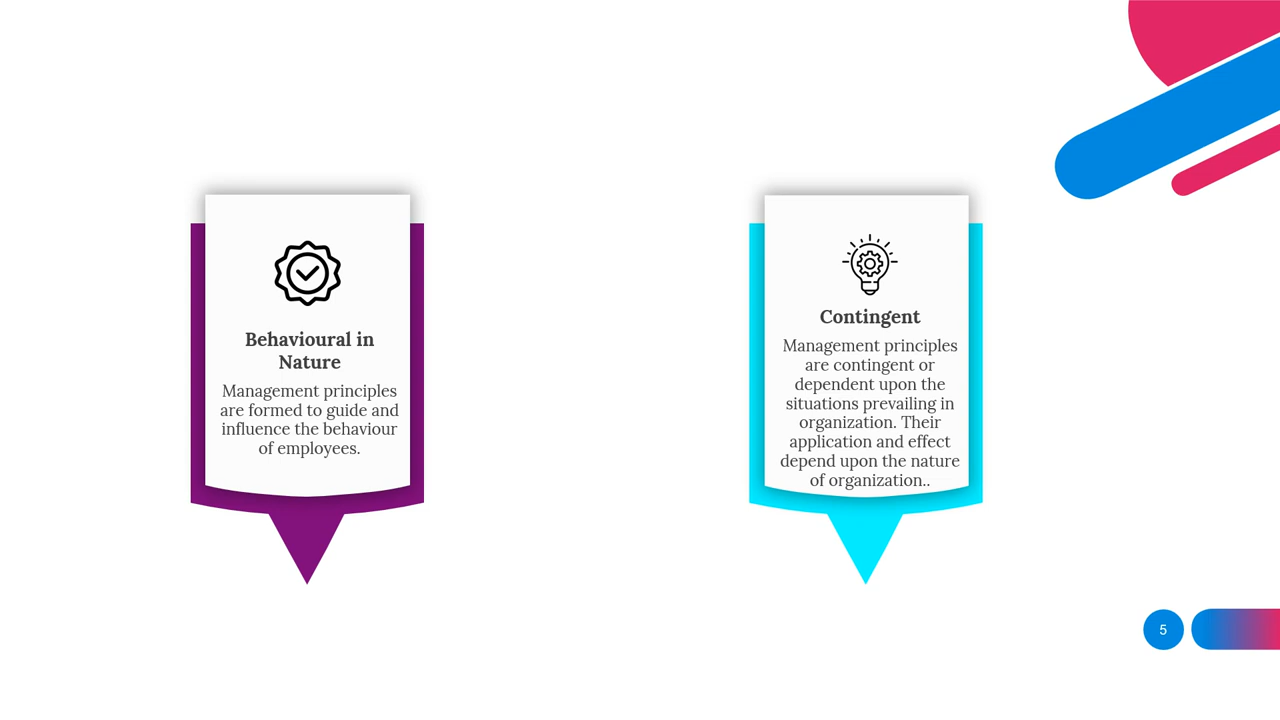 Behavioural in
Nature
Management principles
are formed to guide and
influence the behaviour
of employees.
Contingent
Management principles
are contingent or
dependent upon the
situations prevailing in
organization. Their
application and effect
depend upon the nature
of organization..
5